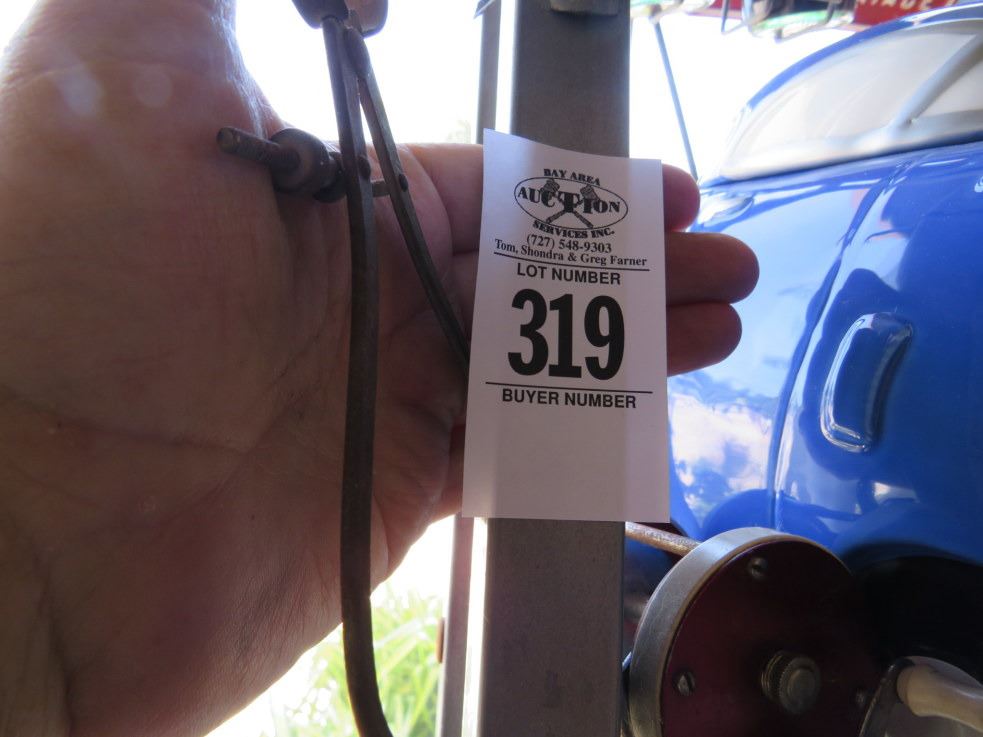 BAY AREA
AUCTION
SERVICES INC.
(727) 548-9303
Tom, Shondra & Greg Farner
LOT NUMBER
319
BUYER NUMBER